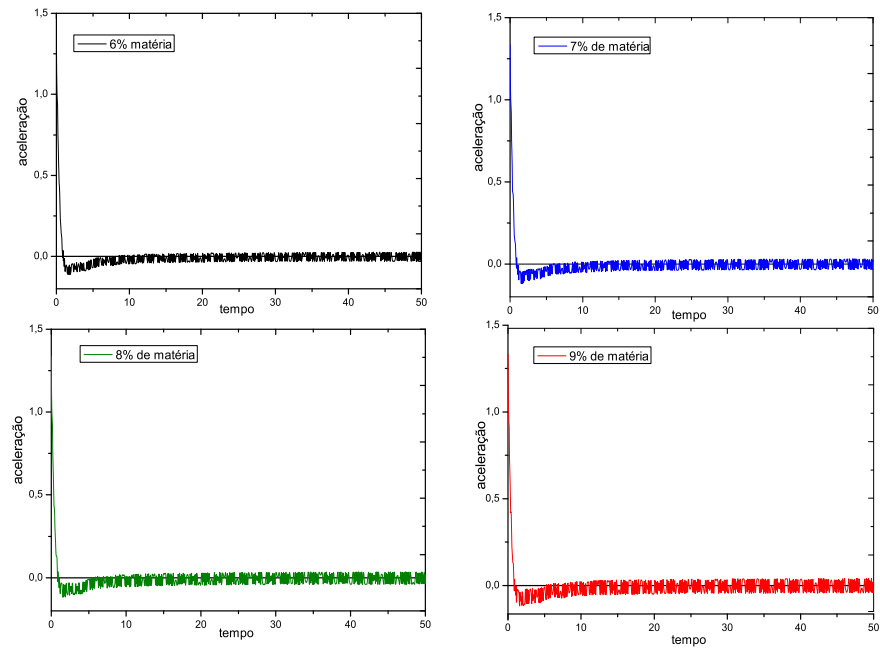 1,5
6% matéria
1,0
aceleração
0,5
0,0
0 10 20 30 40 50
tempo
1,5
7% de matéria
1,0
aceleração
0,5
0,0
0 10 20 30 40 50
tempo
1,5
8% de matéria
1,0
aceleração
0,5
0,0
0 10 20 30 40 50
tempo
1,5
9% de matéria
1,0
aceleração
0,5
0,0
0 10 20 30 40 50
tempo